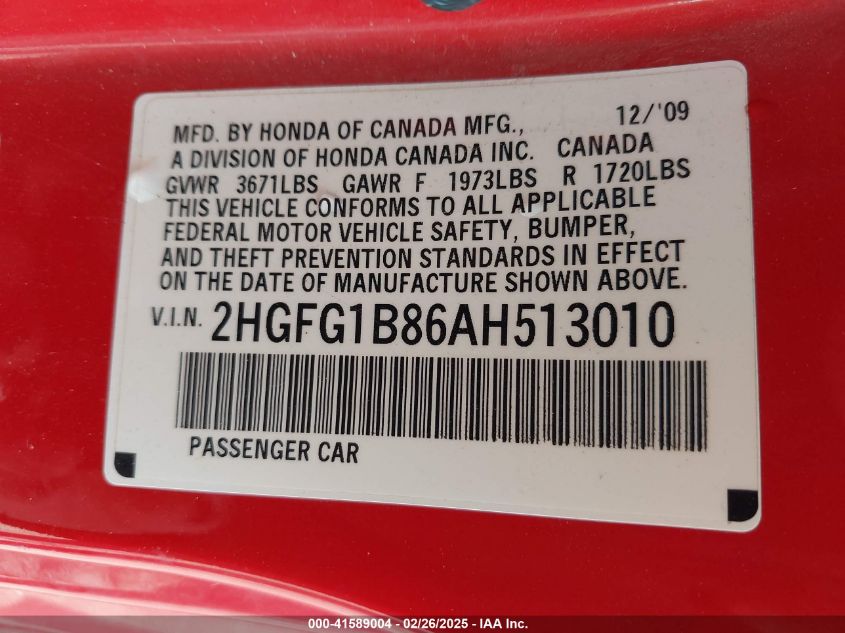 MFD. BY HONDA OF CANADA MFG., 12/'09
A DIVISION OF HONDA CANADA INC. CANADA
GVWR 3671LBS GAWR F 1973LBS R 1720LBS
THIS VEHICLE CONFORMS TO ALL APPLICABLE
FEDERAL MOTOR VEHICLE SAFETY, BUMPER,
AND THEFT PREVENTION STANDARDS IN EFFECT
ON THE DATE OF MANUFACTURE SHOWN ABOVE.
V.I.N. 2HGFG1B86AH513010
PASSENGER CAR
000-41589004 - 02/26/2025 - IAA Inc.